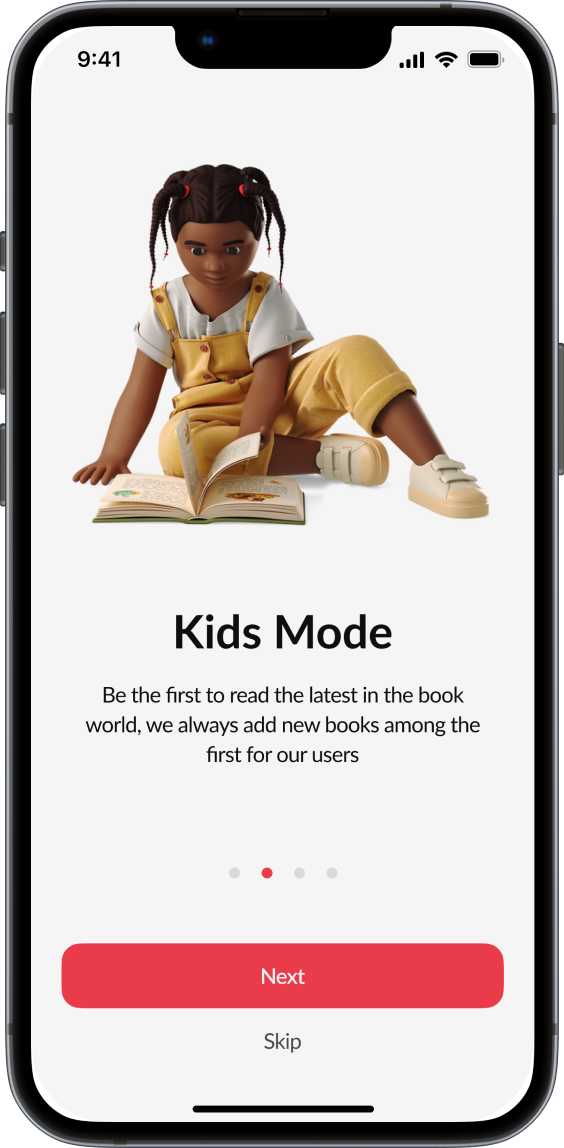 9:41
Kids Mode
Be the first to read the latest in the book
world, we always add new books among the
first for our users
Next
Skip